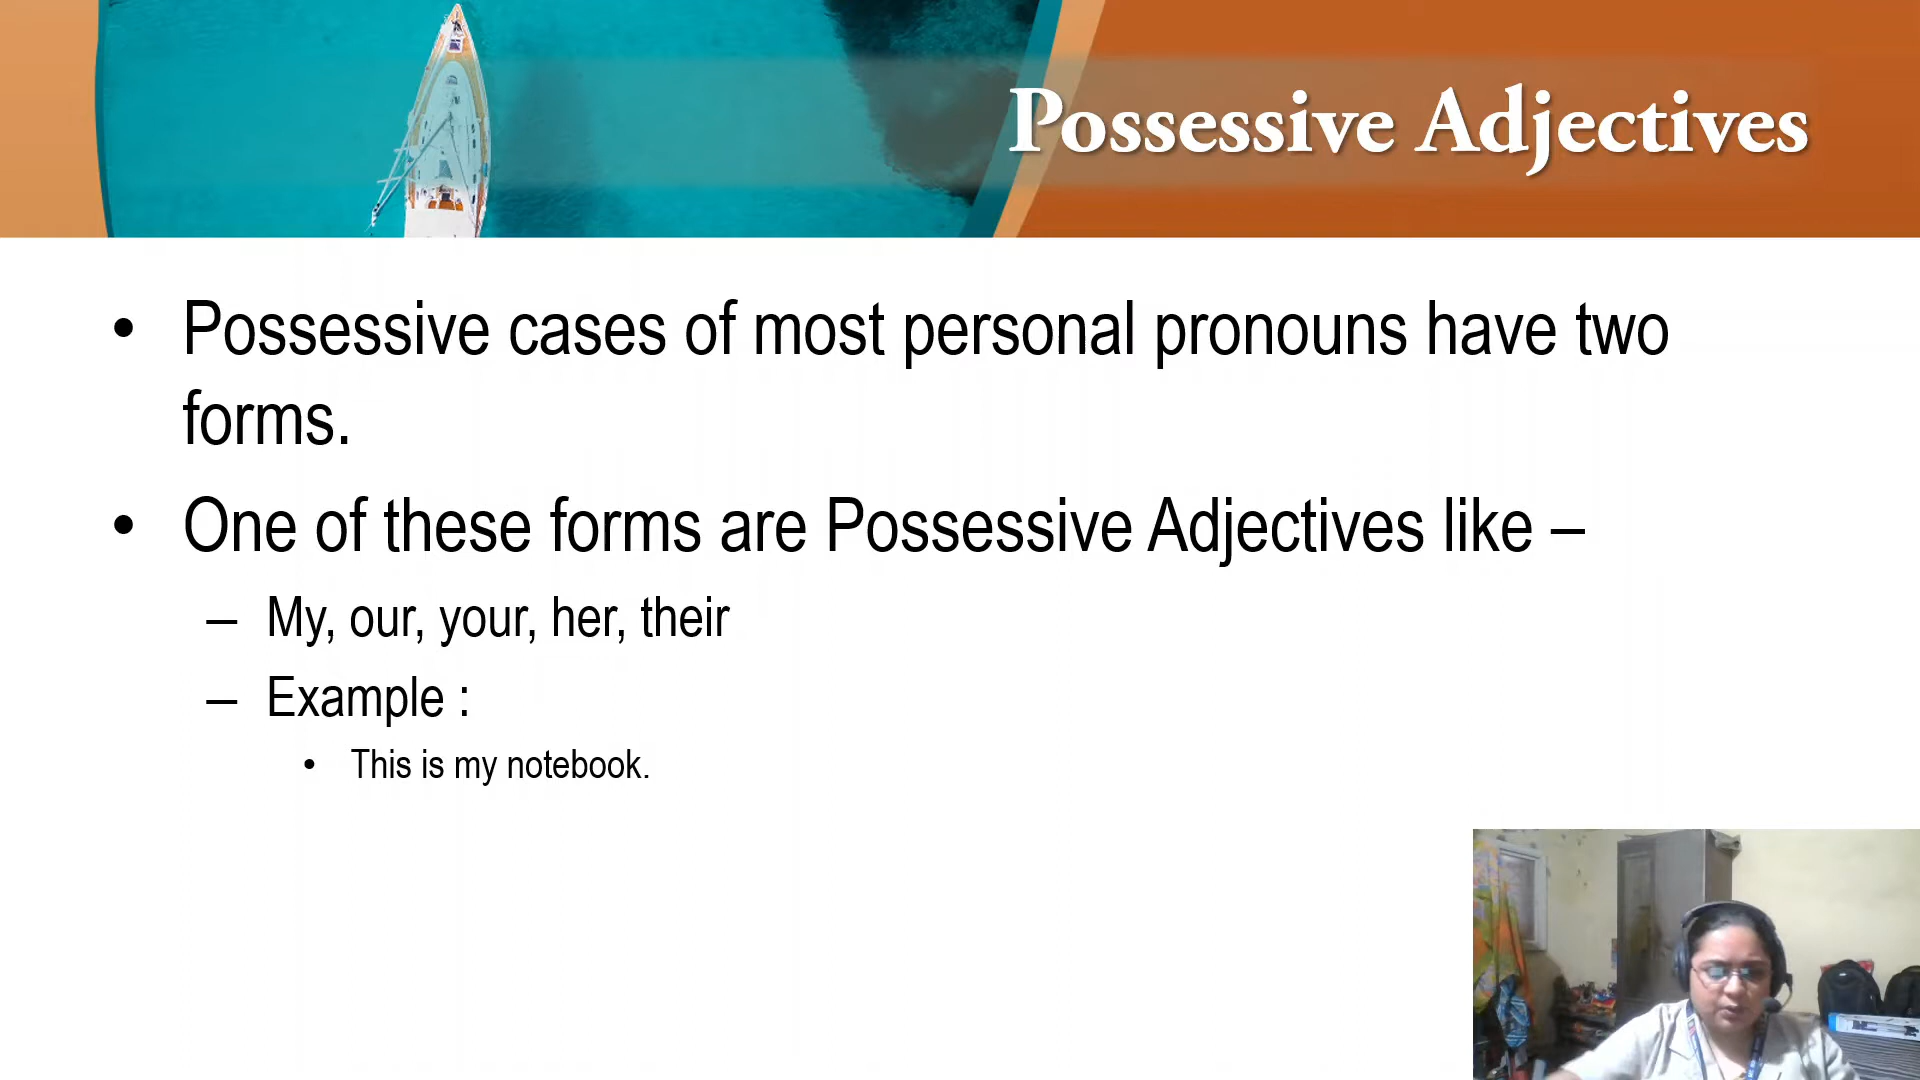 Possessive Adjectives
• Possessive cases of most personal pronouns have two
forms.
• One of these forms are Possessive Adjectives like –
– My, our, your, her, their
– Example :
• This is my notebook.